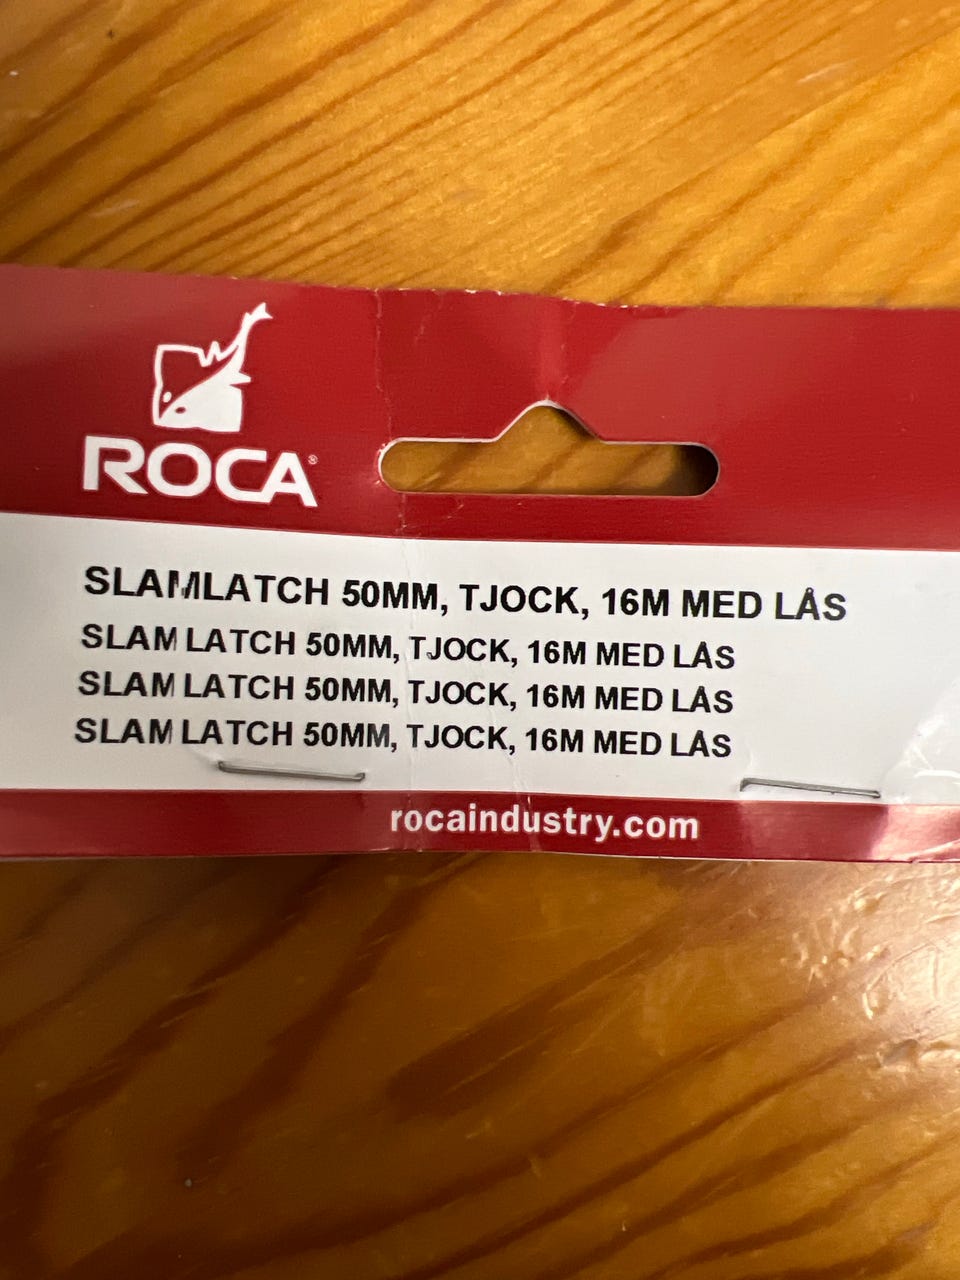 ROCA®
SLAMLATCH 50MM, TJOCK, 16M MED LÅS
SLAM LATCH 50MM, TJOCK, 16M MED LÅS
SLAM LATCH 50MM, TJOCK, 16M MED LÅS
SLAM LATCH 50MM, TJOCK, 16M MED LÅS
rocaindustry.com